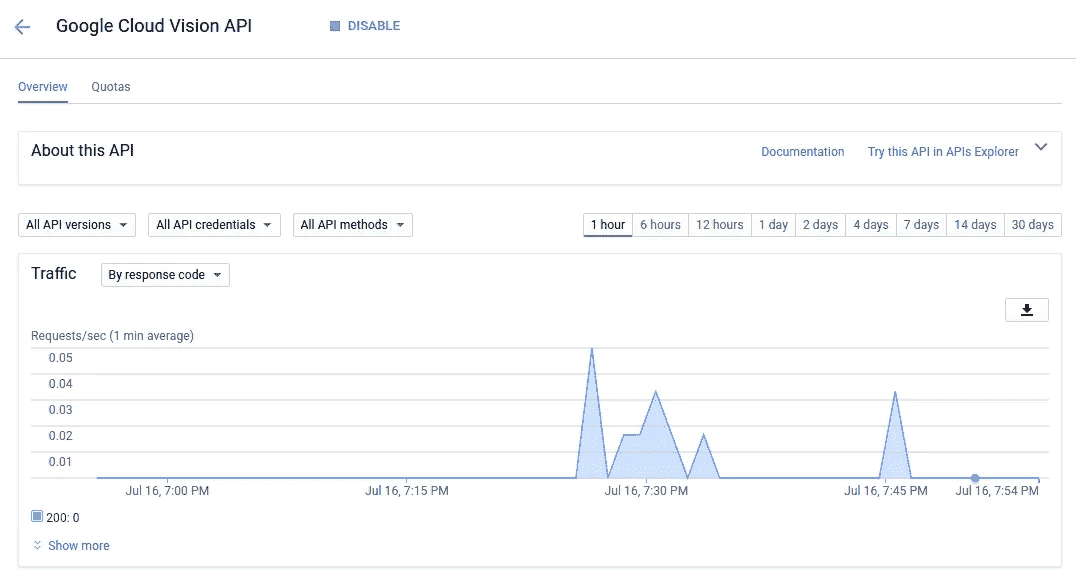 Google Cloud Vision API DISABLE
Overview Quotas
About this API Documentation Try this API in APIs Explorer
All API versions All API credentials All API methods 1 hour 6 hours 12 hours 1 day 2 days 4 days 7 days 14 days 30 days
Traffic By response code
Requests/sec (1 min average)
0.05
0.04
0.03
0.02
0.01
Jul 16, 7:00 PM Jul 16, 7:15 PM Jul 16, 7:30 PM Jul 16, 7:45 PM Jul 16, 7:54 PM
200: 0
Show more